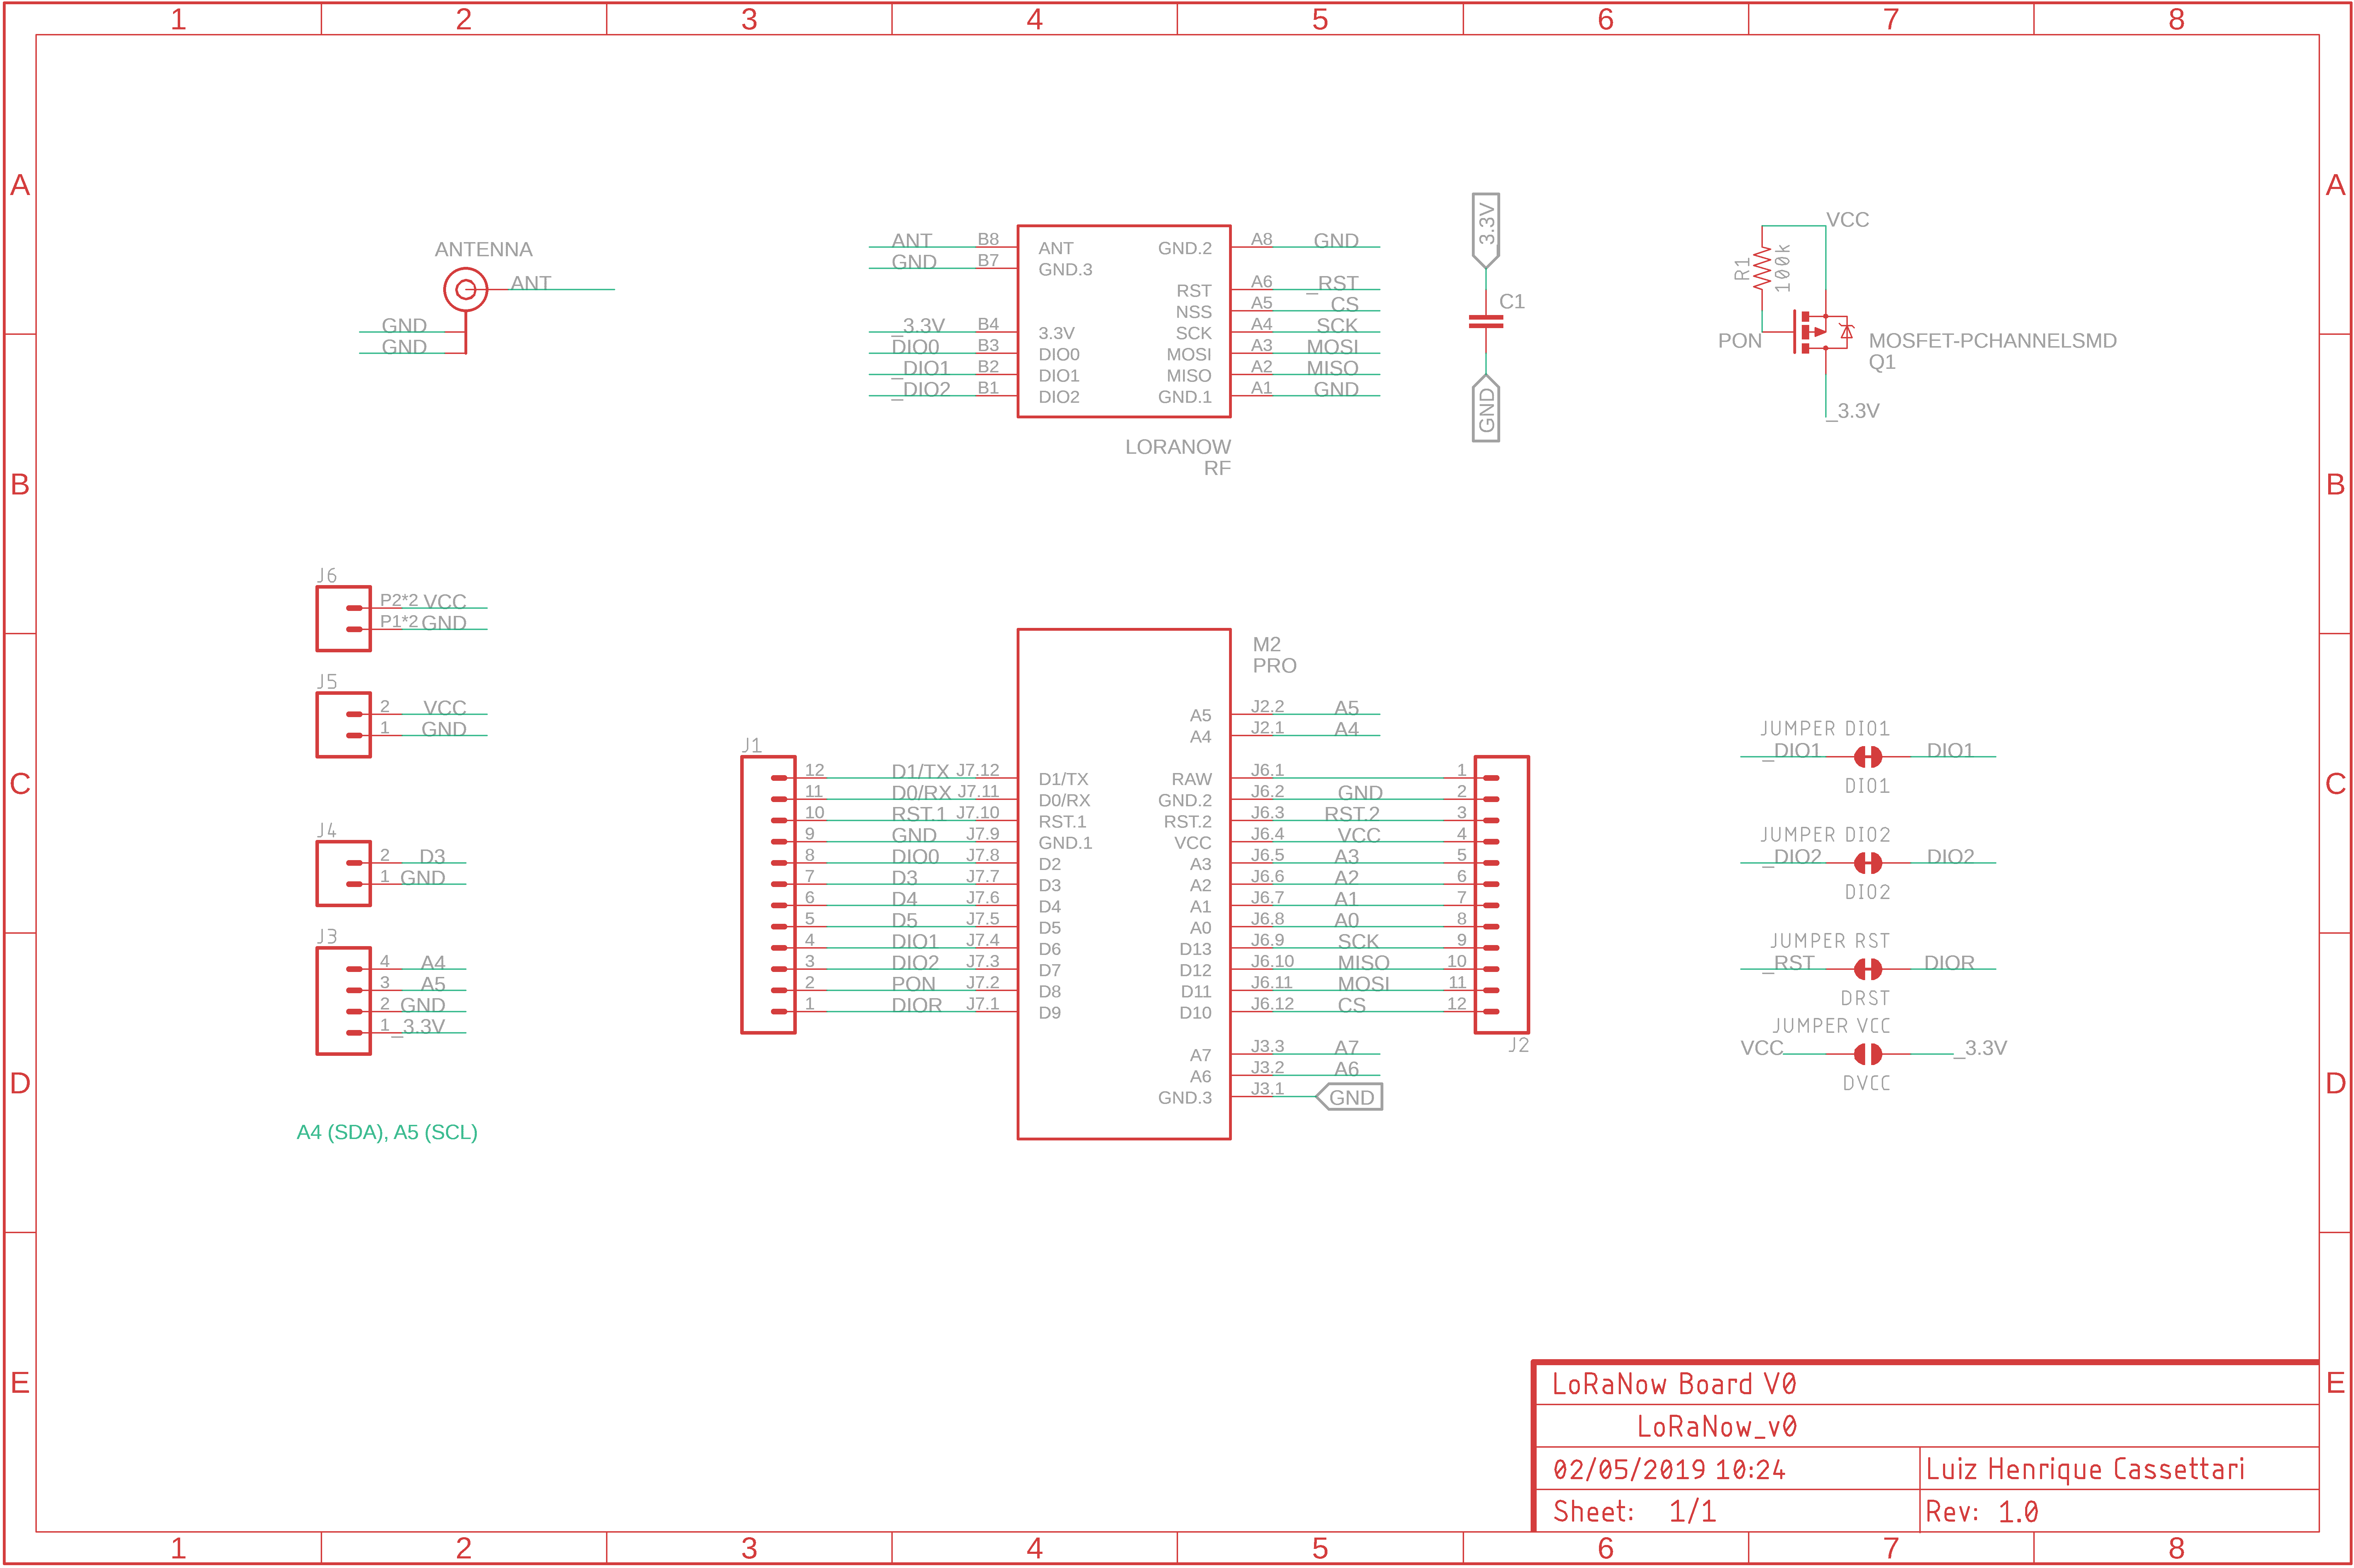 1 2 3 4 5 6 7 8
A A
B B
C C
D D
E E
1 2 3 4 5 6 7 8
ANTENNA
ANT
GND
GND
ANT B8 ANT GND.2 A8 GND
GND B7 GND.3
RST A6 _RST
NSS A5 CS
_3.3V B4 3.3V SCK A4 SCK
DIO0 B3 DIO0 MOSI A3 MOSI
_DIO1 B2 DIO1 MISO A2 MISO
_DIO2 B1 DIO2 GND.1 A1 GND
LORANOW
RF
3.3V
C1
GND
VCC
R1
100k
PON
MOSFET-PCHANNELSMD
Q1
_3.3V
J6
P2*2 VCC
P1*2 GND
J5
2 VCC
1 GND
J4
2 D3
1 GND
J3
4 A4
3 A5
2 GND
1 _3.3V
A4 (SDA), A5 (SCL)
M2
PRO
A5 J2.2 A5
A4 J2.1 A4
J1
12 D1/TX J7.12 D1/TX RAW J6.1 1
11 D0/RX J7.11 D0/RX GND.2 J6.2 GND 2
10 RST.1 J7.10 RST.1 RST.2 J6.3 RST.2 3
9 GND J7.9 GND.1 VCC J6.4 VCC 4
8 DIO0 J7.8 D2 A3 J6.5 A3 5
7 D3 J7.7 D3 A2 J6.6 A2 6
6 D4 J7.6 D4 A1 J6.7 A1 7
5 D5 J7.5 D5 A0 J6.8 A0 8
4 DIO1 J7.4 D6 D13 J6.9 SCK 9
3 DIO2 J7.3 D7 D12 J6.10 MISO 10
2 PON J7.2 D8 D11 J6.11 MOSI 11
1 DIOR J7.1 D9 D10 J6.12 CS 12
J2
A7 J3.3 A7
A6 J3.2 A6
GND.3 J3.1 GND
JUMPER DIO1
_DIO1 DIO1
DIO1
JUMPER DIO2
_DIO2 DIO2
DIO2
JUMPER RST
_RST DIOR
DRST
JUMPER VCC
VCC _3.3V
DVCC
LoRaNow Board V0
LoRaNow_v0
02/05/2019 10:24 Luiz Henrique Cassettari
Sheet: 1/1 Rev: 1.0